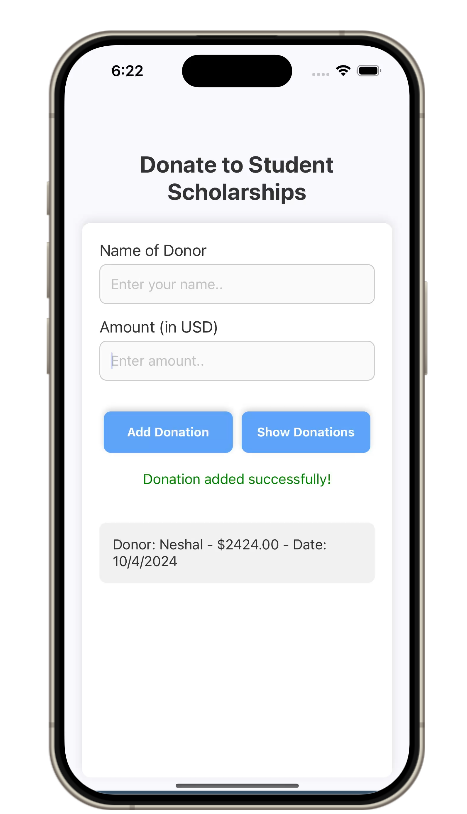 6:22
Donate to Student
Scholarships
Name of Donor
Enter your name..
Amount (in USD)
Enter amount..
Add Donation
Show Donations
Donation added successfully!
Donor: Neshal - $2424.00 - Date:
10/4/2024